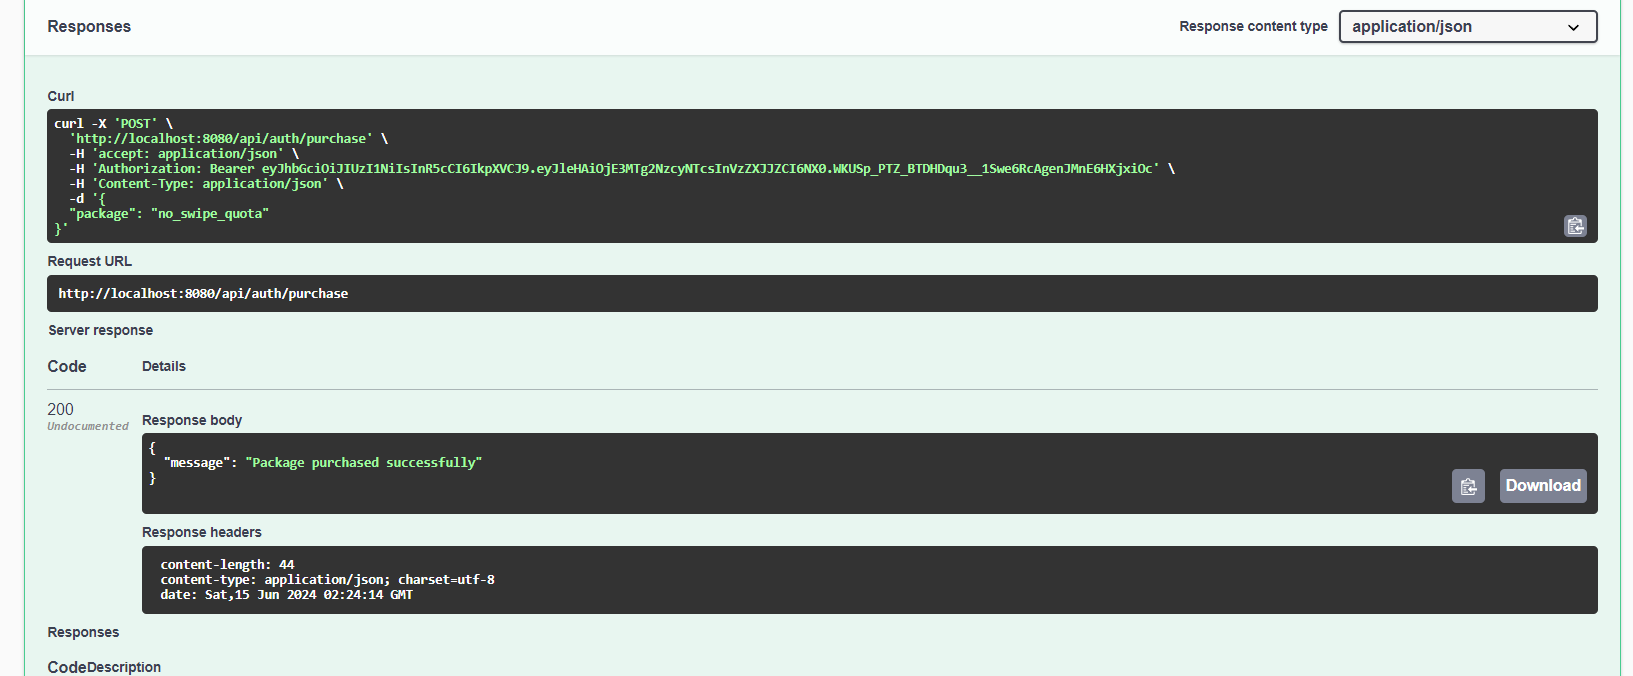 Responses
Response content type
application/json
Curl
curl -X 'POST' \
'http://localhost:8080/api/auth/purchase' \
-H 'accept: application/json' \
-H 'Authorization: Bearer eyJhbGciOiJIUzI1NiIsInR5cCI6IkpXVCJ9.eyJleHAiOjE3MTg2NzcyNTcsInVzZXJJZCI6NX0.WKUSp_PTZ_BTDHDqu3__1Swe6RcAgenJMnE6HXjxiOc' \
-H 'Content-Type: application/json' \
-d '{
"package": "no_swipe_quota"
}'
Request URL
http://localhost:8080/api/auth/purchase
Server response
Code Details
200
Undocumented
Response body
{
"message": "Package purchased successfully"
}
Download
Response headers
content-length: 44
content-type: application/json; charset=utf-8
date: Sat,15 Jun 2024 02:24:14 GMT
Responses
CodeDescription